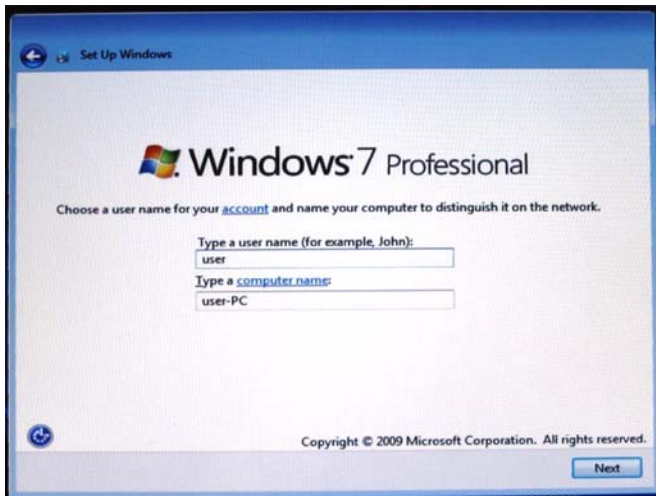 Set Up Windows
Windows 7 Professional
Choose a user name for your account and name your computer to distinguish it on the network.
Type a user name (for example, John):
user
Type a computer name:
user-PC
Copyright © 2009 Microsoft Corporation. All rights reserved.
Next